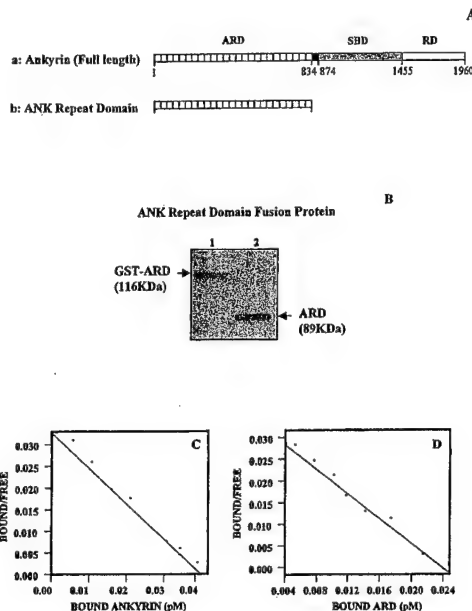 A
ARD SBD RD
a: Ankyrin (Full length)
1 834 874 1455 1960
b: ANK Repeat Domain
B
ANK Repeat Domain Fusion Protein
1 2
GST-ARD
(116KDa)
ARD
(89KDa)
C
BOUND/FREE
0.030
0.025
0.020
0.015
0.010
0.005
0.000
0 0.01 0.02 0.03 0.04
BOUND ANKYRIN (pM)
D
BOUND/FREE
0.030
0.025
0.020
0.015
0.010
0.005
0.000
0.004 0.008 0.012 0.016 0.020 0.024
BOUND ARD (pM)